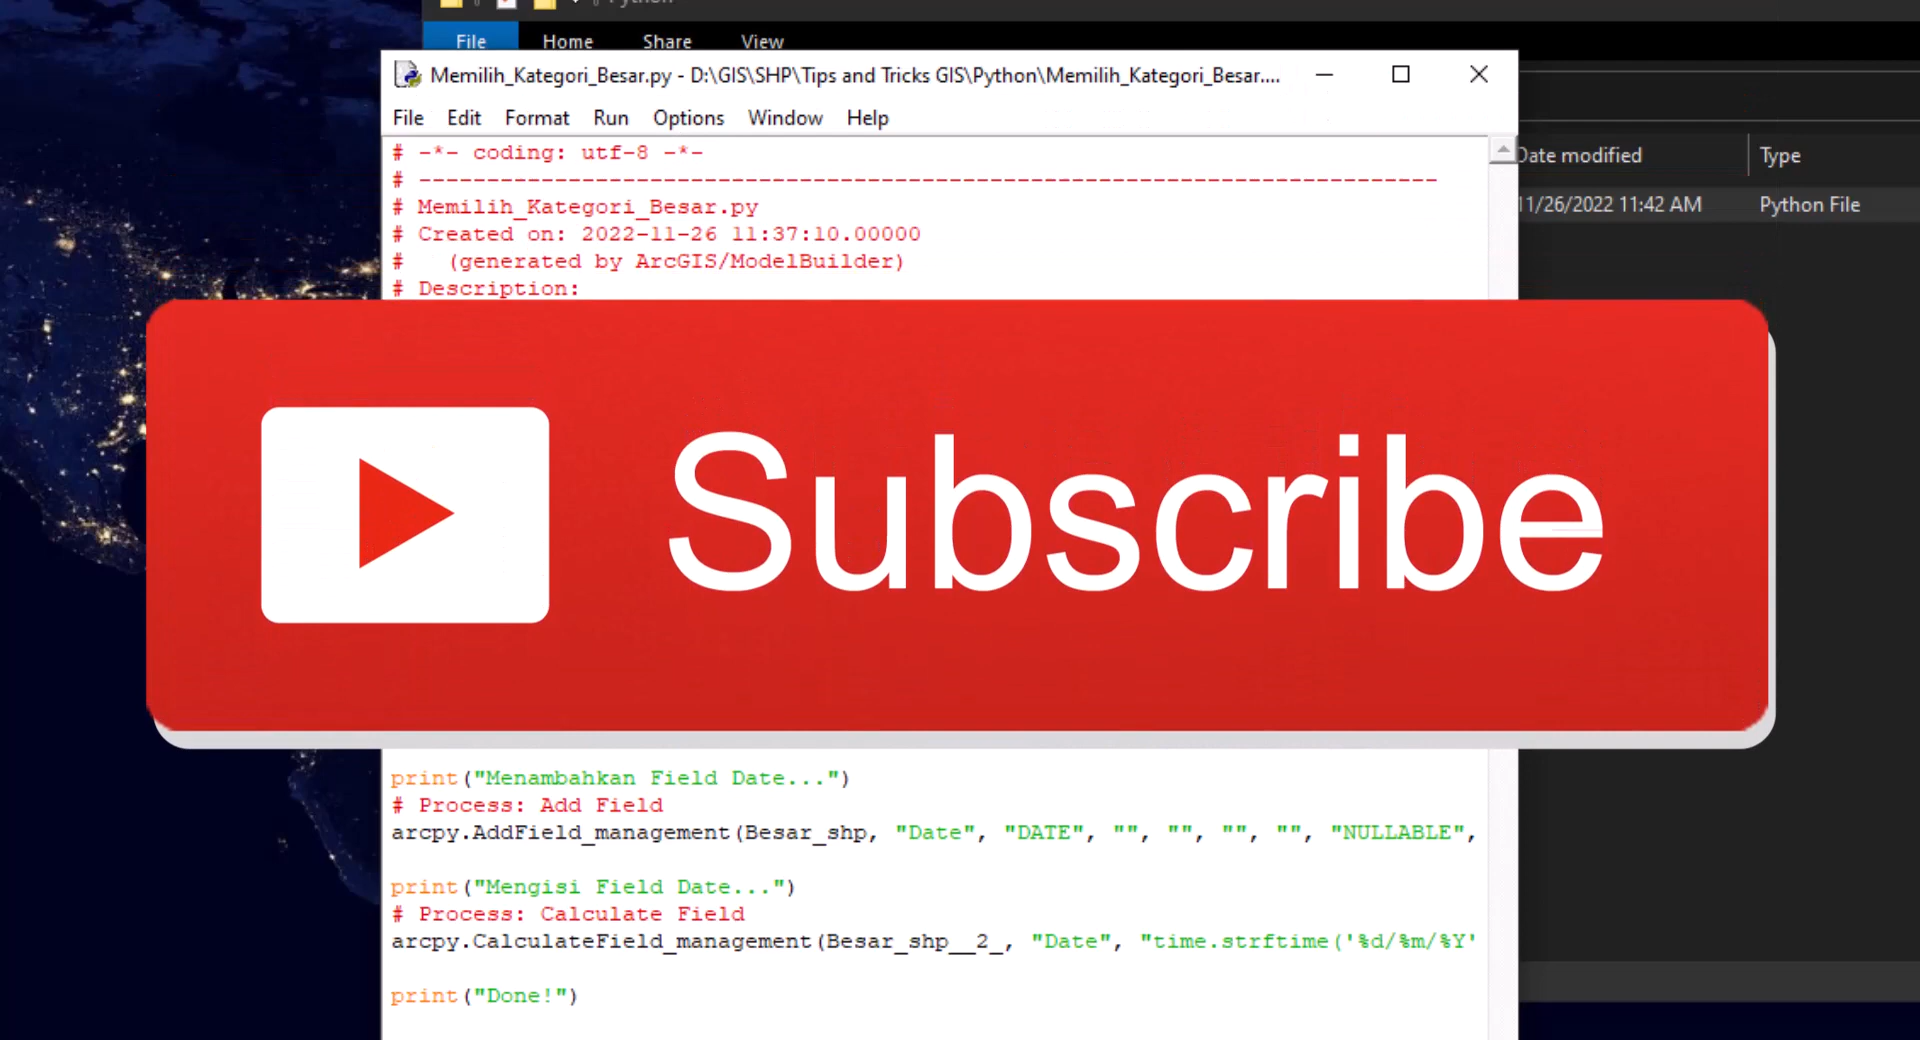 File Home Share View
Memilih_Kategori_Besar.py - D:\GIS\SHP\Tips and Tricks GIS\Python\Memilih_Kategori_Besar....
File Edit Format Run Options Window Help
# -*- coding: utf-8 -*-
# ---------------------------------------------------------------------------
# Memilih_Kategori_Besar.py
# Created on: 2022-11-26 11:37:10.00000
#   (generated by ArcGIS/ModelBuilder)
# Description:
Date modified Type
11/26/2022 11:42 AM Python File
Subscribe
print("Menambahkan Field Date...")
# Process: Add Field
arcpy.AddField_management(Besar_shp, "Date", "DATE", "", "", "", "", "NULLABLE",
print("Mengisi Field Date...")
# Process: Calculate Field
arcpy.CalculateField_management(Besar_shp__2_, "Date", "time.strftime('%d/%m/%Y'
print("Done!")